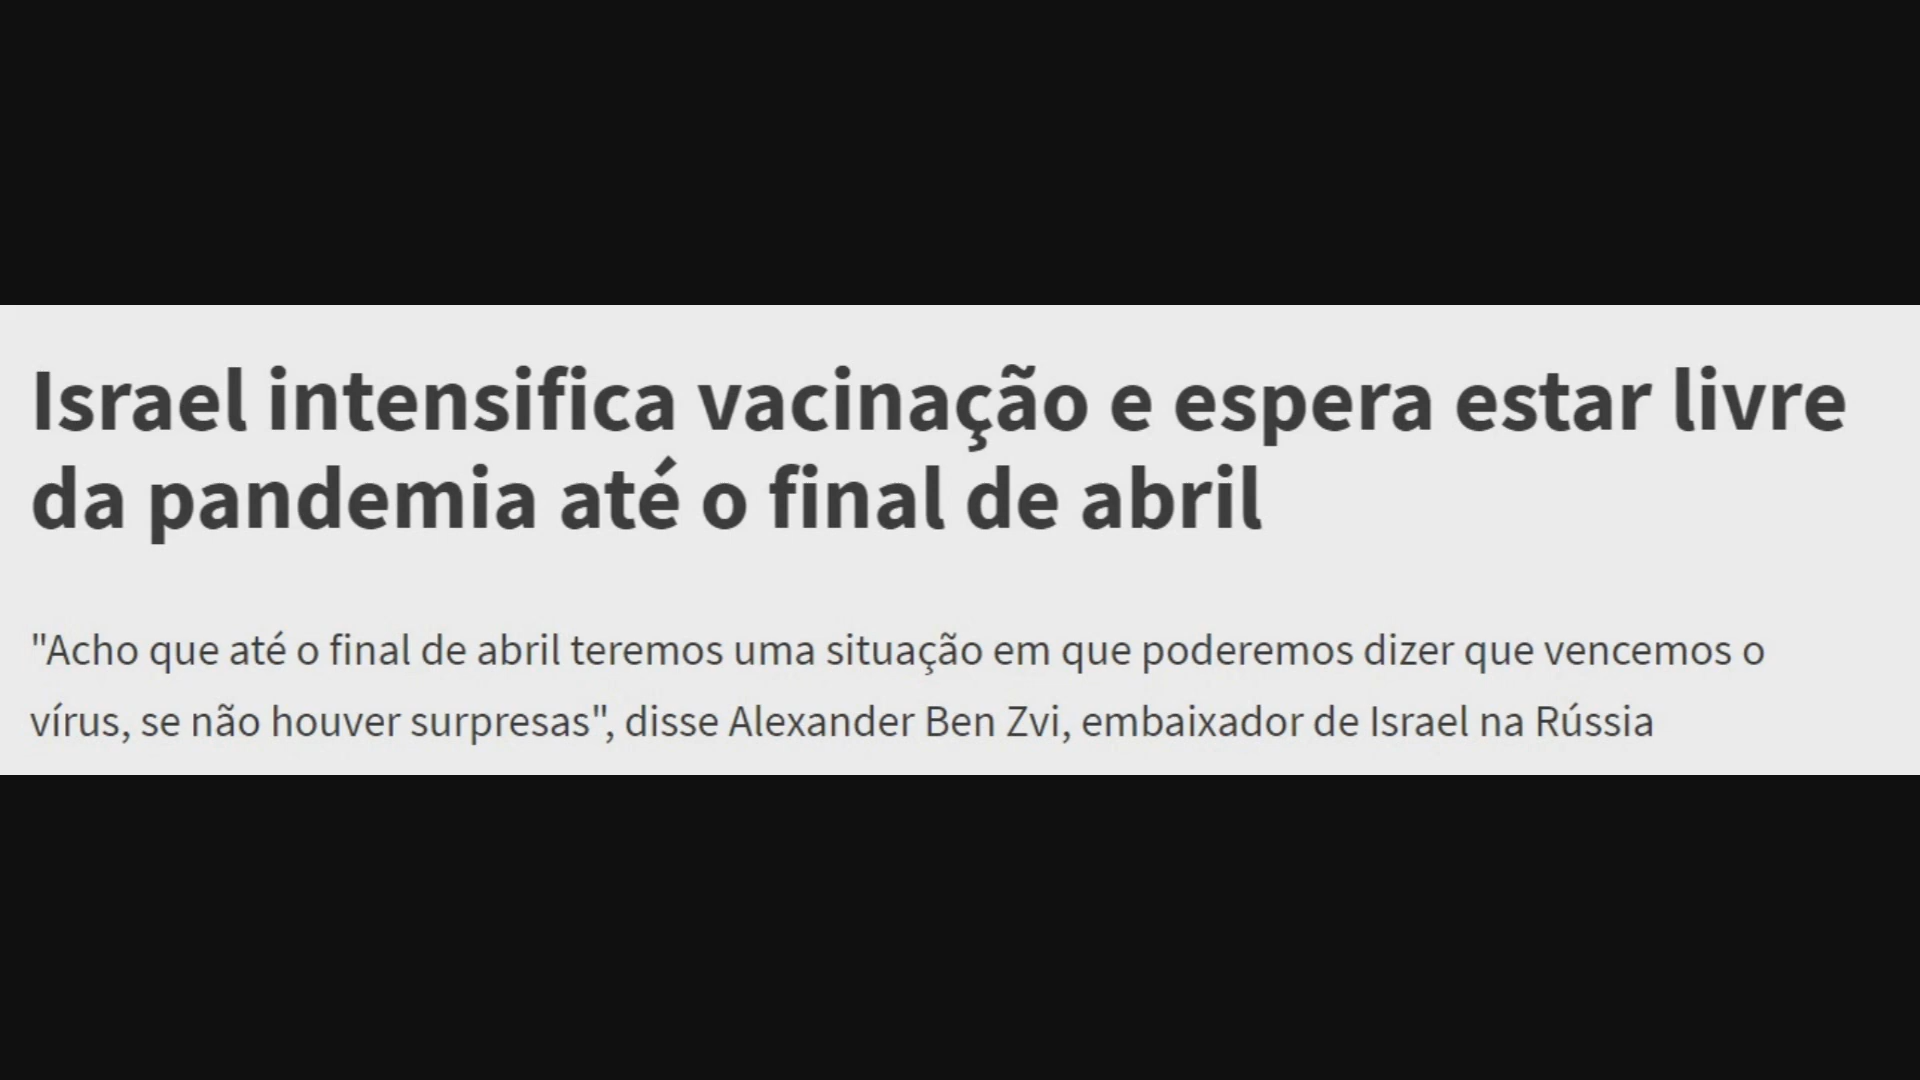 Israel intensifica vacinação e espera estar livre
da pandemia até o final de abril
"Acho que até o final de abril teremos uma situação em que poderemos dizer que vencemos o
vírus, se não houver surpresas", disse Alexander Ben Zvi, embaixador de Israel na Rússia